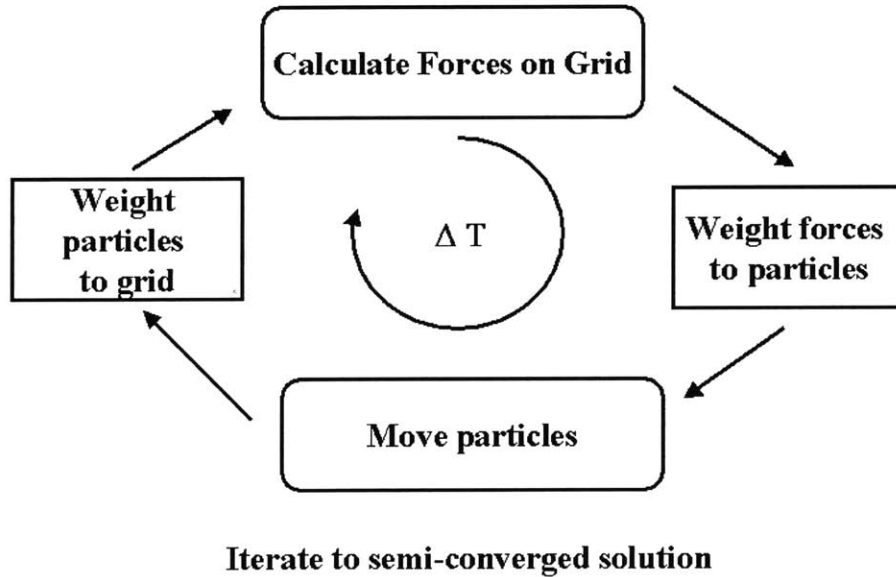 Calculate Forces on Grid
Weight
particles
to grid
Δ T
Weight forces
to particles
Move particles
Iterate to semi-converged solution